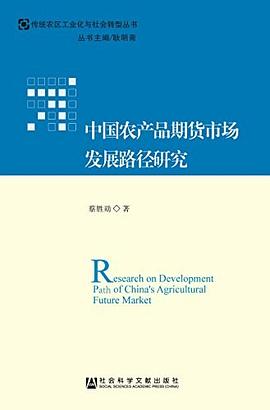 传统农区工业化与社会转型丛书
丛书主编/耿明斋
中国农产品期货市场
发展路径研究
蔡胜勋◇著
Research on Development
Path of China's Agricultural
Future Market
社会科学文献出版社
SOCIAL SCIENCES ACADEMIC PRESS (CHINA)